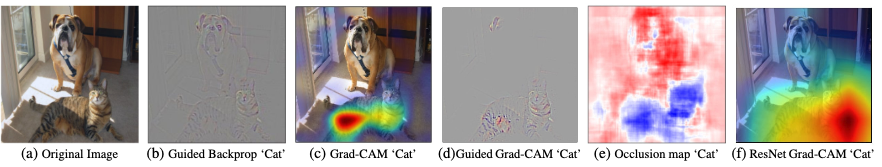 (a) Original Image (b) Guided Backprop ‘Cat’ (c) Grad-CAM ‘Cat’ (d)Guided Grad-CAM ‘Cat’ (e) Occlusion map ‘Cat’ (f) ResNet Grad-CAM ‘Cat’